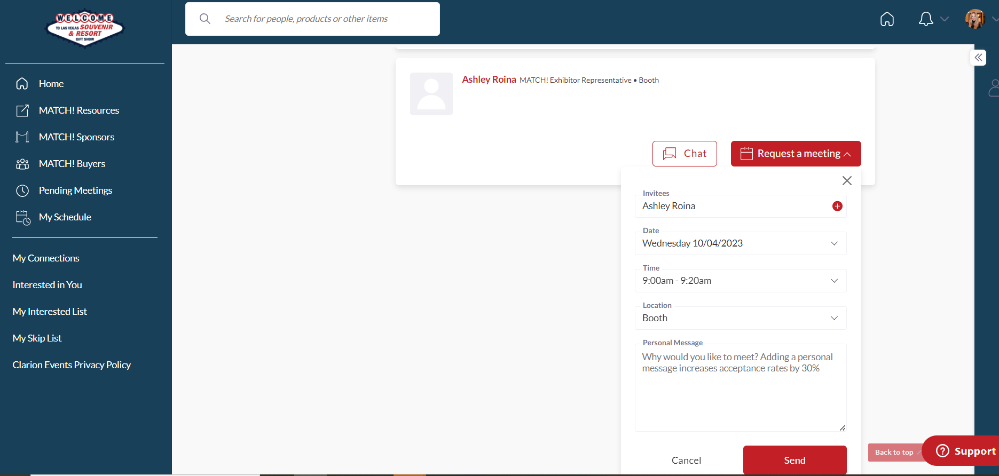 WELCOME
TO LAS VEGAS SOUVENIR
& RESORT
GIFT SHOW
Search for people, products or other items
Home
MATCH! Resources
MATCH! Sponsors
MATCH! Buyers
Pending Meetings
My Schedule
My Connections
Interested in You
My Interested List
My Skip List
Clarion Events Privacy Policy
Ashley Roina MATCH! Exhibitor Representative • Booth
Chat
Request a meeting
Invitees
Ashley Roina
Date
Wednesday 10/04/2023
Time
9:00am - 9:20am
Location
Booth
Personal Message
Why would you like to meet? Adding a personal
message increases acceptance rates by 30%
Cancel
Send
Back to top
Support